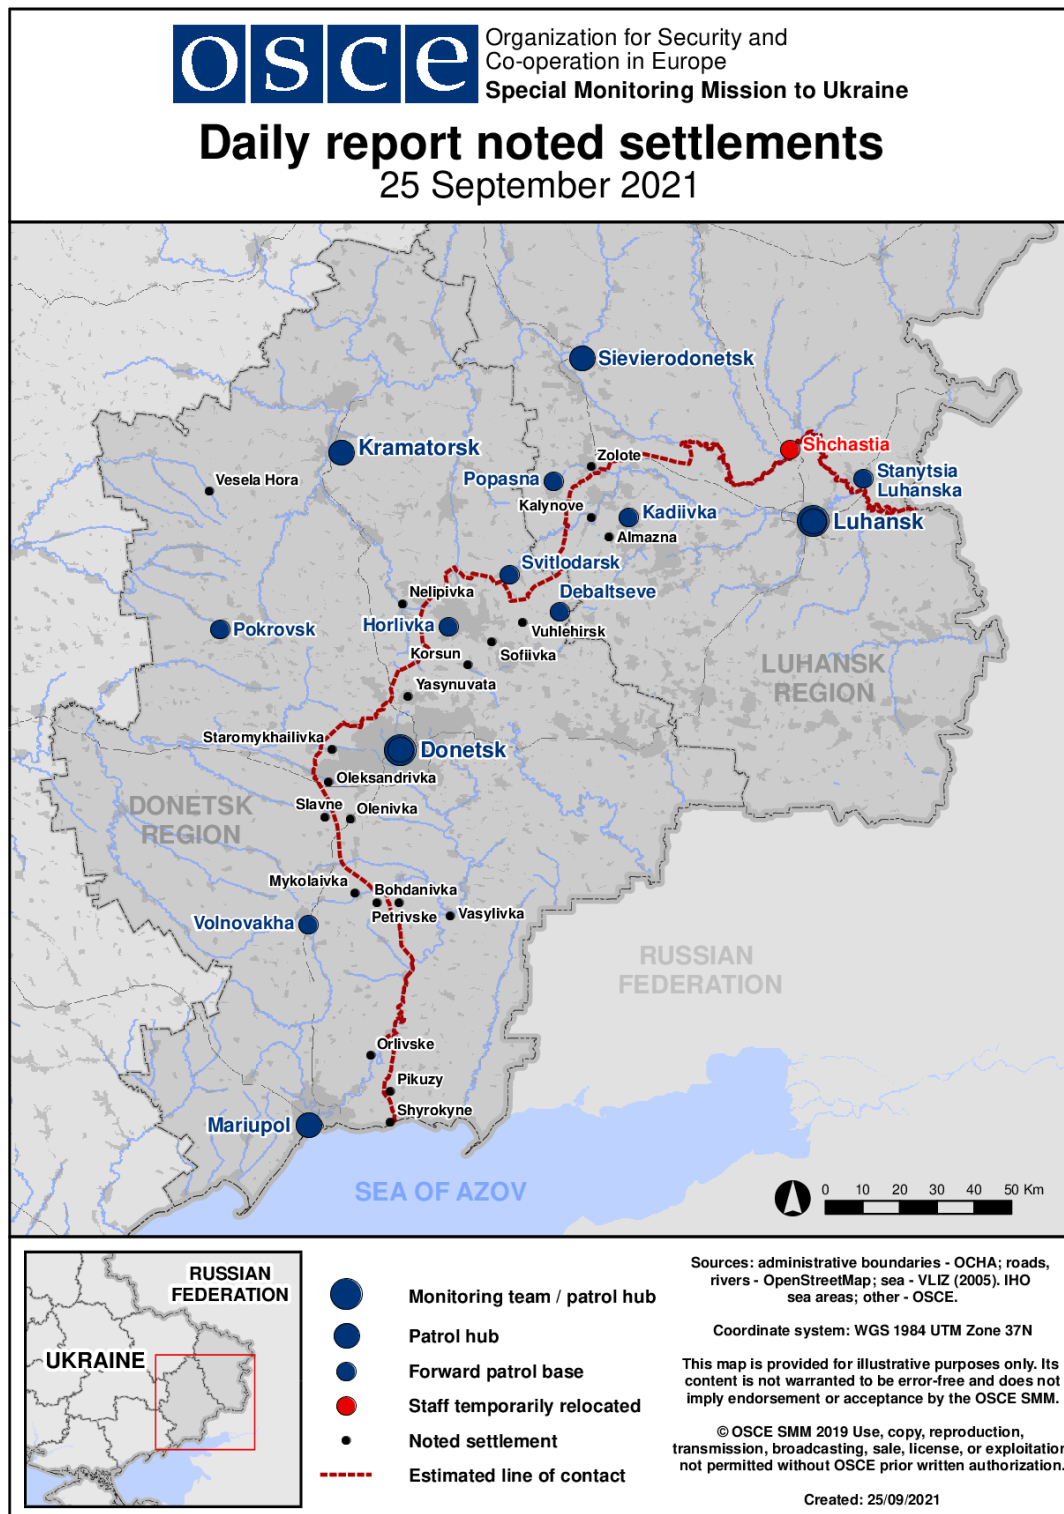 osce
Organization for Security and
Co-operation in Europe
Special Monitoring Mission to Ukraine
Daily report noted settlements
25 September 2021
Sievierodonetsk
Kramatorsk
Shchastia
Zolote
Vesela Hora
Popasna
Stanytsia
Luhanska
Kalynove
Kadiivka
Luhansk
Almazna
Svitlodarsk
Nelipivka
Debaltseve
Pokrovsk
Horlivka
Vuhlehirsk
Korsun
Sofiivka
LUHANSK
REGION
Yasynuvata
Staromykhailivka
Donetsk
Oleksandrivka
DONETSK
REGION
Slavne
Olenivka
Mykolaivka
Bohdanivka
Petrivske
Vasylivka
Volnovakha
RUSSIAN
FEDERATION
Orlivske
Pikuzy
Shyrokyne
Mariupol
SEA OF AZOV
0 10 20 30 40 50 Km
RUSSIAN
FEDERATION
UKRAINE
Monitoring team / patrol hub
Patrol hub
Forward patrol base
Staff temporarily relocated
Noted settlement
Estimated line of contact
Sources: administrative boundaries - OCHA; roads,
rivers - OpenStreetMap; sea - VLIZ (2005). IHO
sea areas; other - OSCE.
Coordinate system: WGS 1984 UTM Zone 37N
This map is provided for illustrative purposes only. Its
content is not warranted to be error-free and does not
imply endorsement or acceptance by the OSCE SMM.
© OSCE SMM 2019 Use, copy, reproduction,
transmission, broadcasting, sale, license, or exploitation
not permitted without OSCE prior written authorization.
Created: 25/09/2021